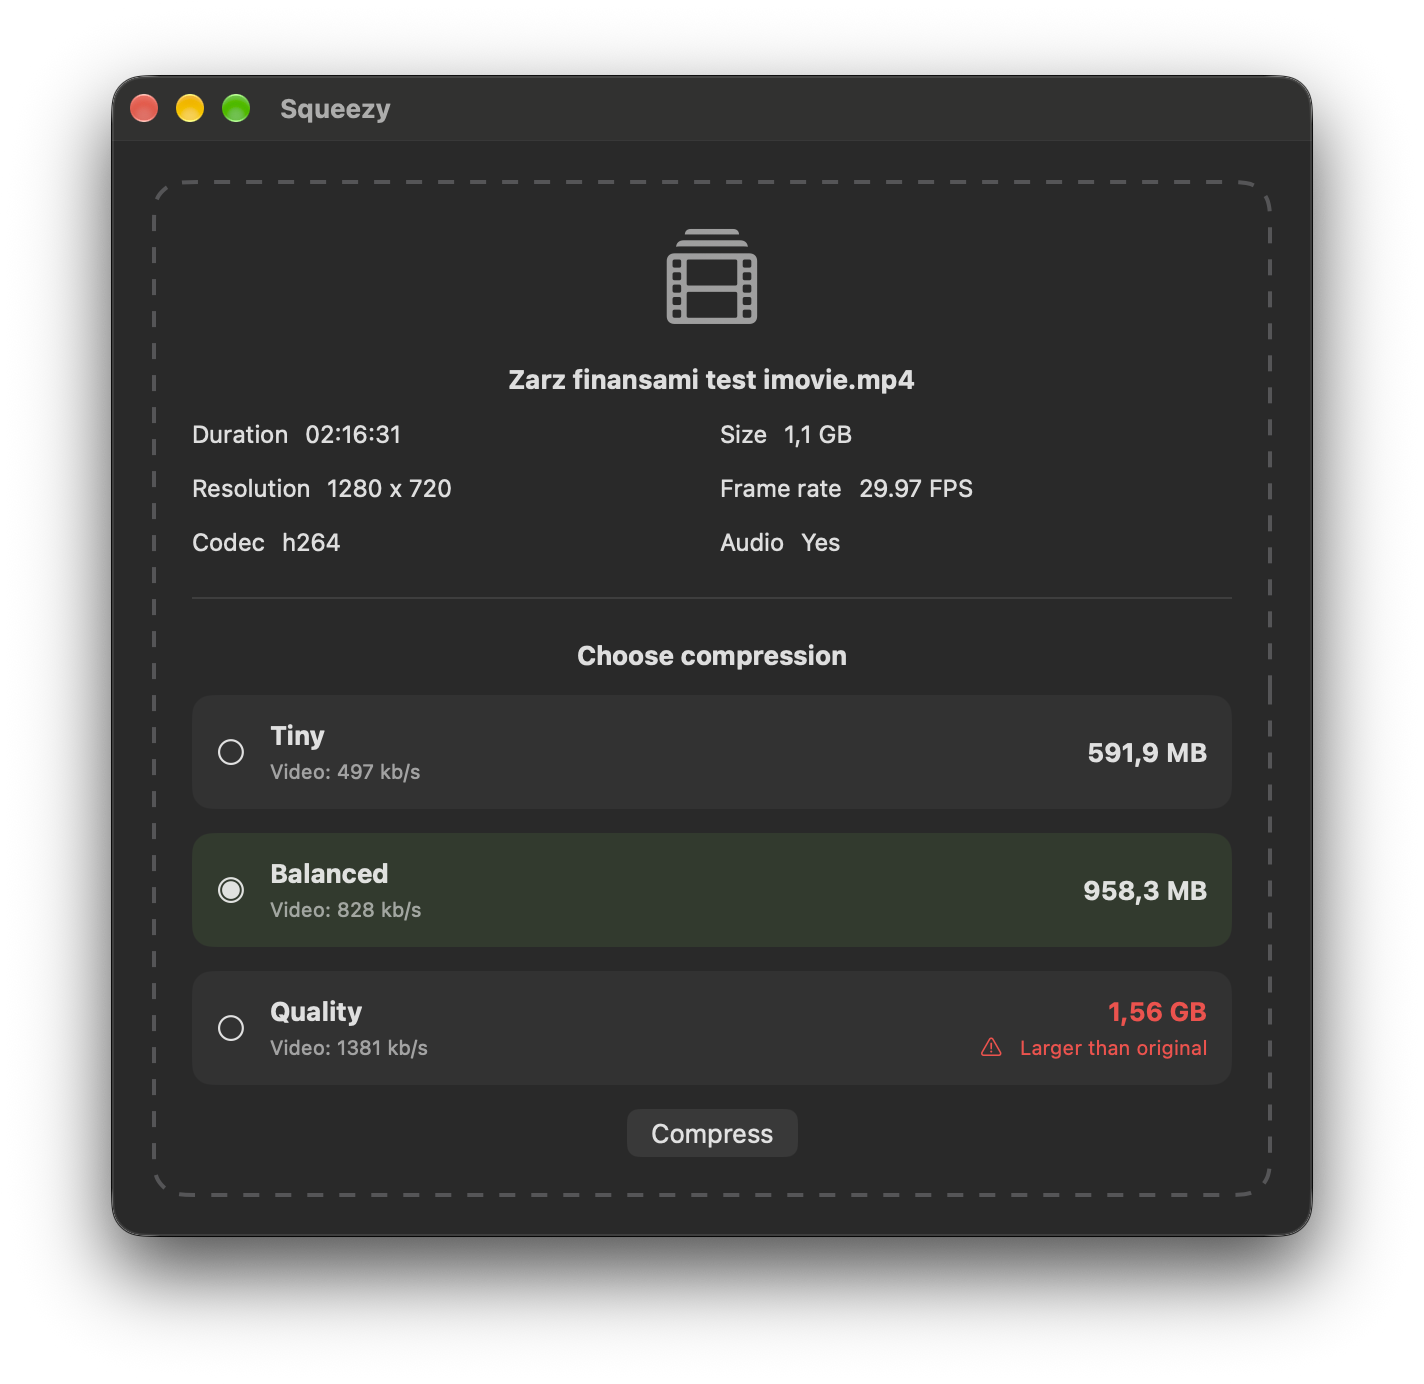 Squeezy
Zarz finansami test imovie.mp4
Duration 02:16:31
Size 1,1 GB
Resolution 1280 x 720
Frame rate 29.97 FPS
Codec h264
Audio Yes
Choose compression
Tiny
Video: 497 kb/s
591,9 MB
Balanced
Video: 828 kb/s
958,3 MB
Quality
Video: 1381 kb/s
1,56 GB
Larger than original
Compress